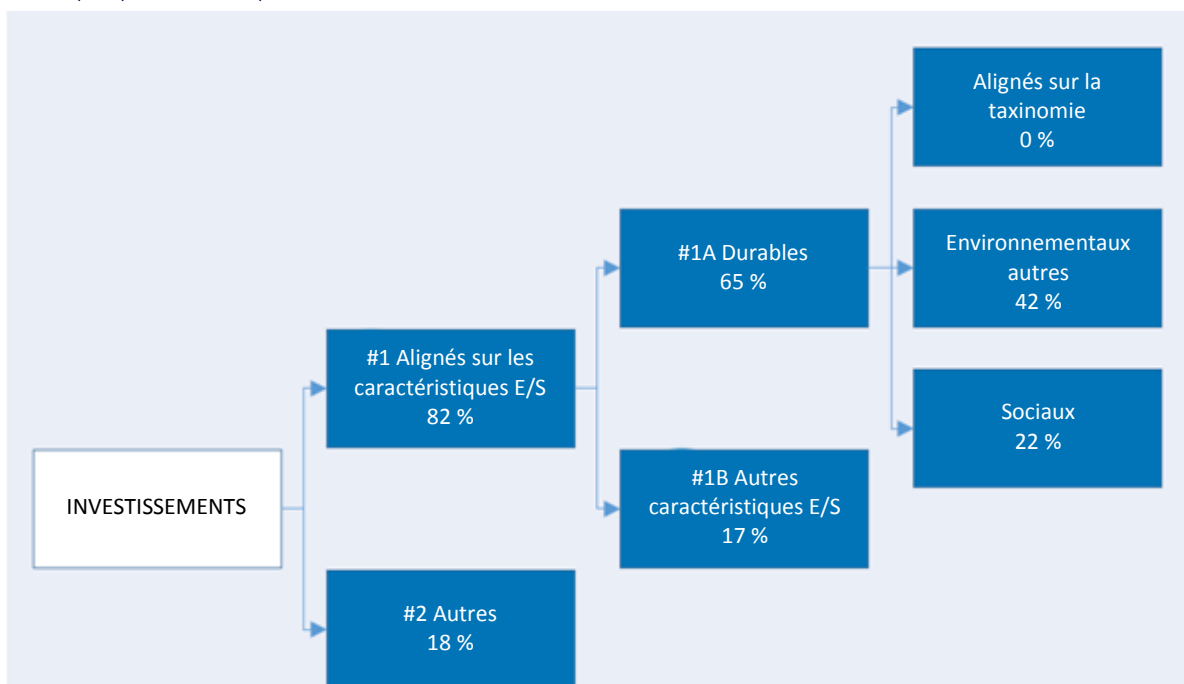 Alignés sur la
taxinomie
0 %
#1A Durables
65 %
Environnementaux
autres
42 %
#1 Alignés sur les
caractéristiques E/S
82 %
Sociaux
22 %
INVESTISSEMENTS
#1B Autres
caractéristiques E/S
17 %
#2 Autres
18 %